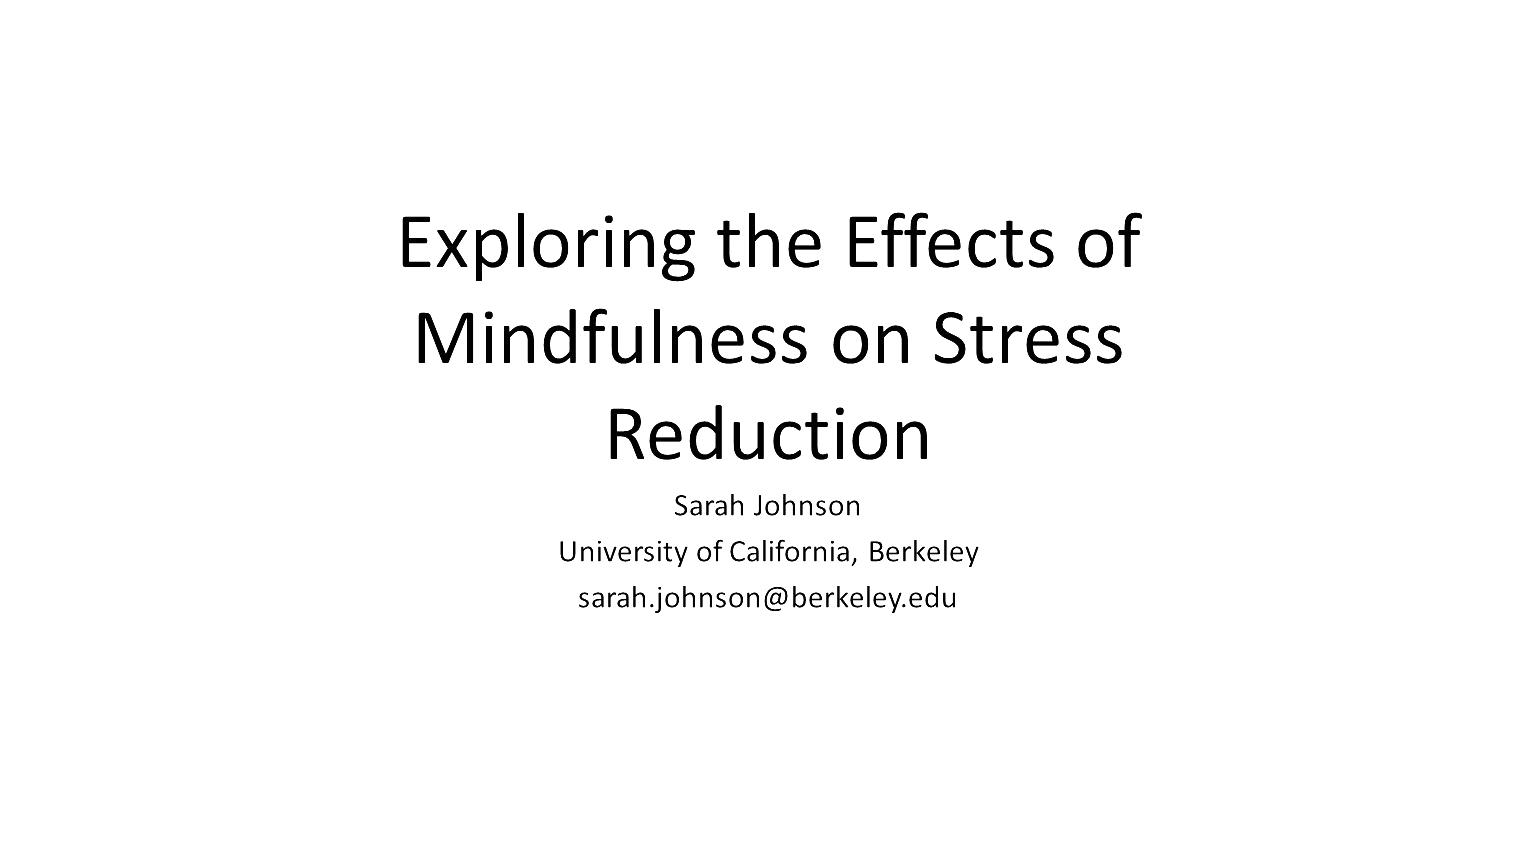 Exploring the Effects of
Mindfulness on Stress
Reduction
Sarah Johnson
University of California, Berkeley
sarah.johnson@berkeley.edu